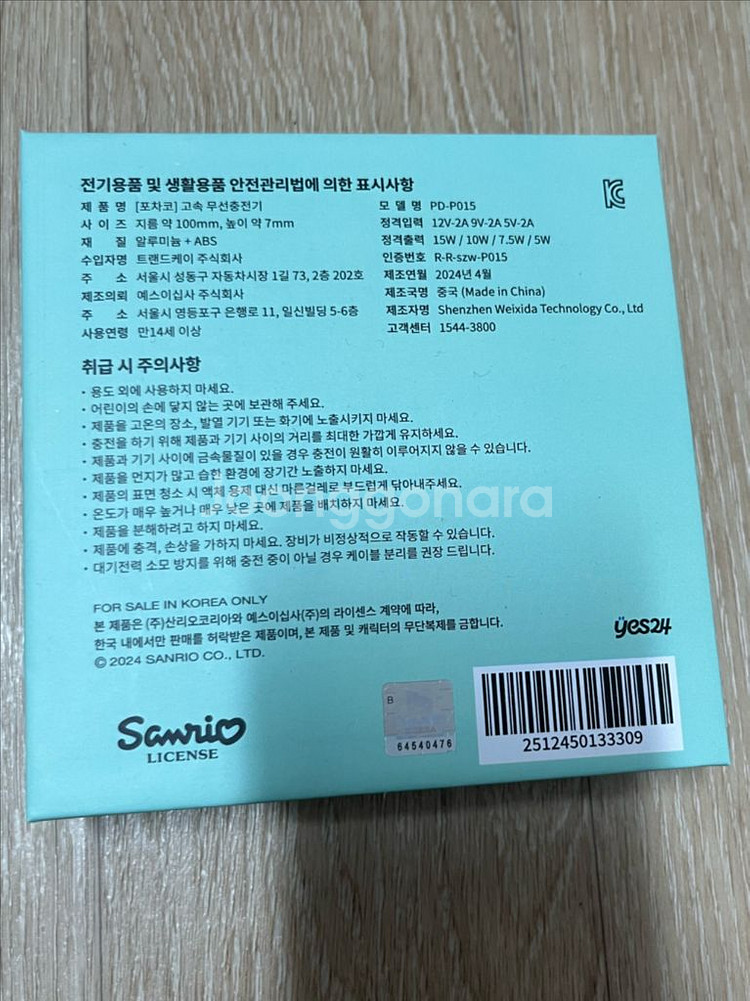 전기용품 및 생활용품 안전관리법에 의한 표시사항
제 품 명 [포차코] 고속 무선충전기
사 이 즈 지름 약 100mm, 높이 약 7mm
재 질 알루미늄 + ABS
수입자명 트랜드케이 주식회사
주 소 서울시 성동구 자동차시장 1길 73, 2층 202호
제조의뢰 예스이십사 주식회사
주 소 서울시 영등포구 은행로 11, 일신빌딩 5-6층
사용연령 만14세 이상
모 델 명 PD-P015
정격입력 12V-2A 9V-2A 5V-2A
정격출력 15W / 10W / 7.5W / 5W
인증번호 R-R-szw-P015
제조연월 2024년 4월
제조국명 중국 (Made in China)
제조자명 Shenzhen Weixida Technology Co., Ltd
고객센터 1544-3800
취급 시 주의사항
· 용도 외에 사용하지 마세요.
· 어린이의 손에 닿지 않는 곳에 보관해 주세요.
· 제품을 고온의 장소, 발열 기기 또는 화기에 노출시키지 마세요.
· 충전을 하기 위해 제품과 기기 사이의 거리를 최대한 가깝게 유지하세요.
· 제품과 기기 사이에 금속물질이 있을 경우 충전이 원활히 이루어지지 않을 수 있습니다.
· 제품을 먼지가 많고 습한 환경에 장기간 노출하지 마세요.
· 제품의 표면 청소 시 액체 용제 대신 마른걸레로 부드럽게 닦아내주세요.
· 온도가 매우 높거나 매우 낮은 곳에 제품을 배치하지 마세요.
· 제품을 분해하려고 하지 마세요.
· 제품에 충격, 손상을 가하지 마세요. 장비가 비정상적으로 작동할 수 있습니다.
· 대기전력 소모 방지를 위해 충전 중이 아닐 경우 케이블 분리를 권장 드립니다.
Joonggonara
FOR SALE IN KOREA ONLY
본 제품은 (주)산리오코리아와 예스이십사(주)의 라이센스 계약에 따라,
한국 내에서만 판매를 허락받은 제품이며, 본 제품 및 캐릭터의 무단복제를 금합니다.
© 2024 SANRIO CO., LTD.
yes24
Sanrio
LICENSE
B
64540476
2512450133309